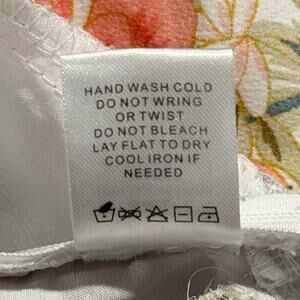 HAND WASH COLD
DO NOT WRING
OR TWIST
DO NOT BLEACH
LAY FLAT TO DRY
COOL IRON IF
NEEDED